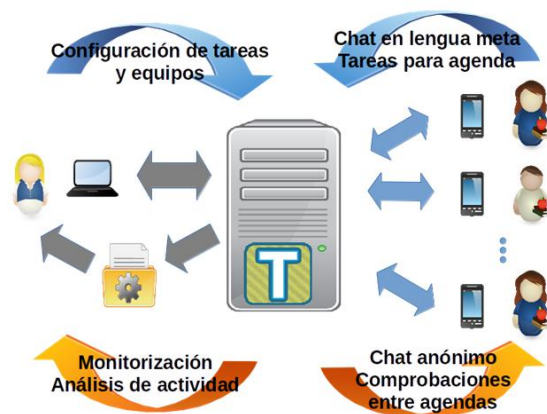 Configuración de tareas
y equipos
Chat en lengua meta
Tareas para agenda
T
Monitorización
Análisis de actividad
Chat anónimo
Comprobaciones
entre agendas